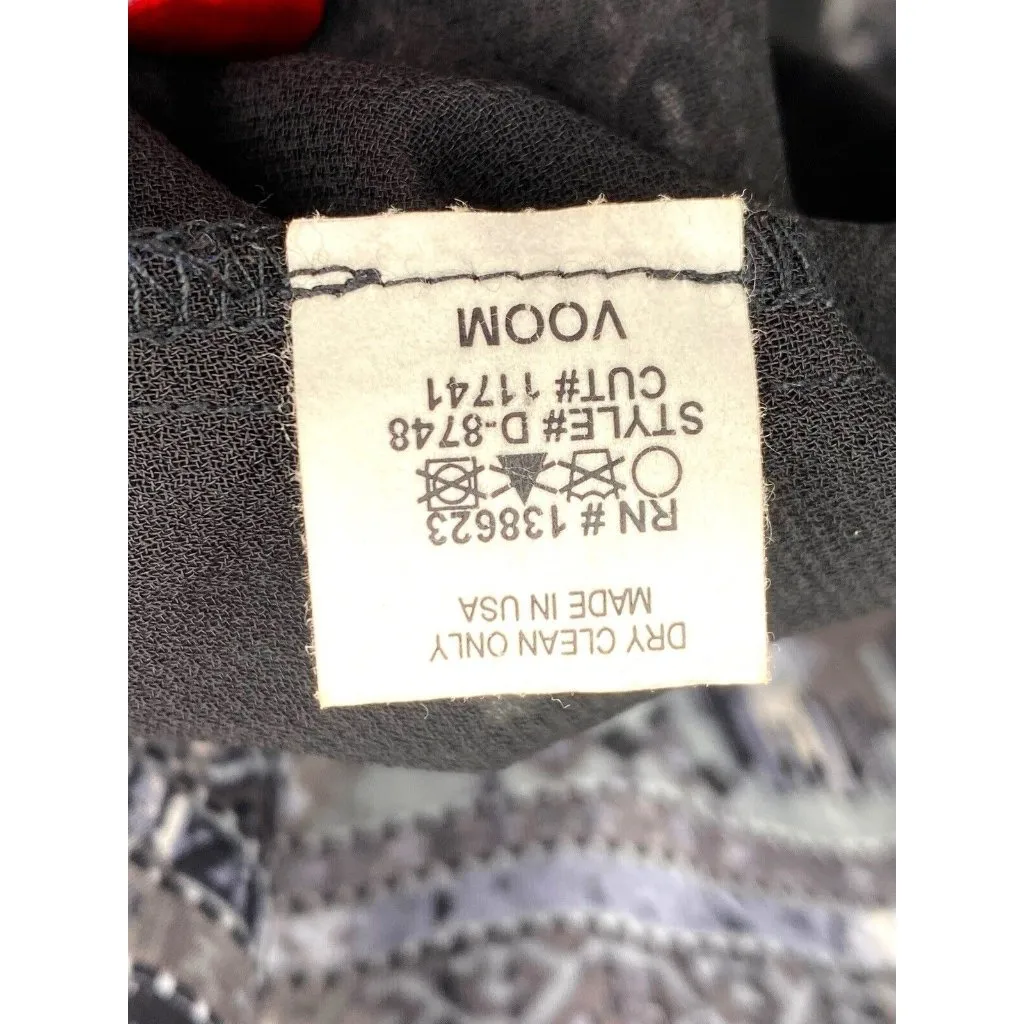 DRY CLEAN ONLY
MADE IN USA
RN # 138623
STYLE# D-8748
CUT# 11741
VOOM